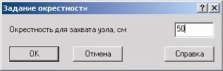 Задание окрестности
Окрестность для захвата узла, см
50
OK Отмена Справка